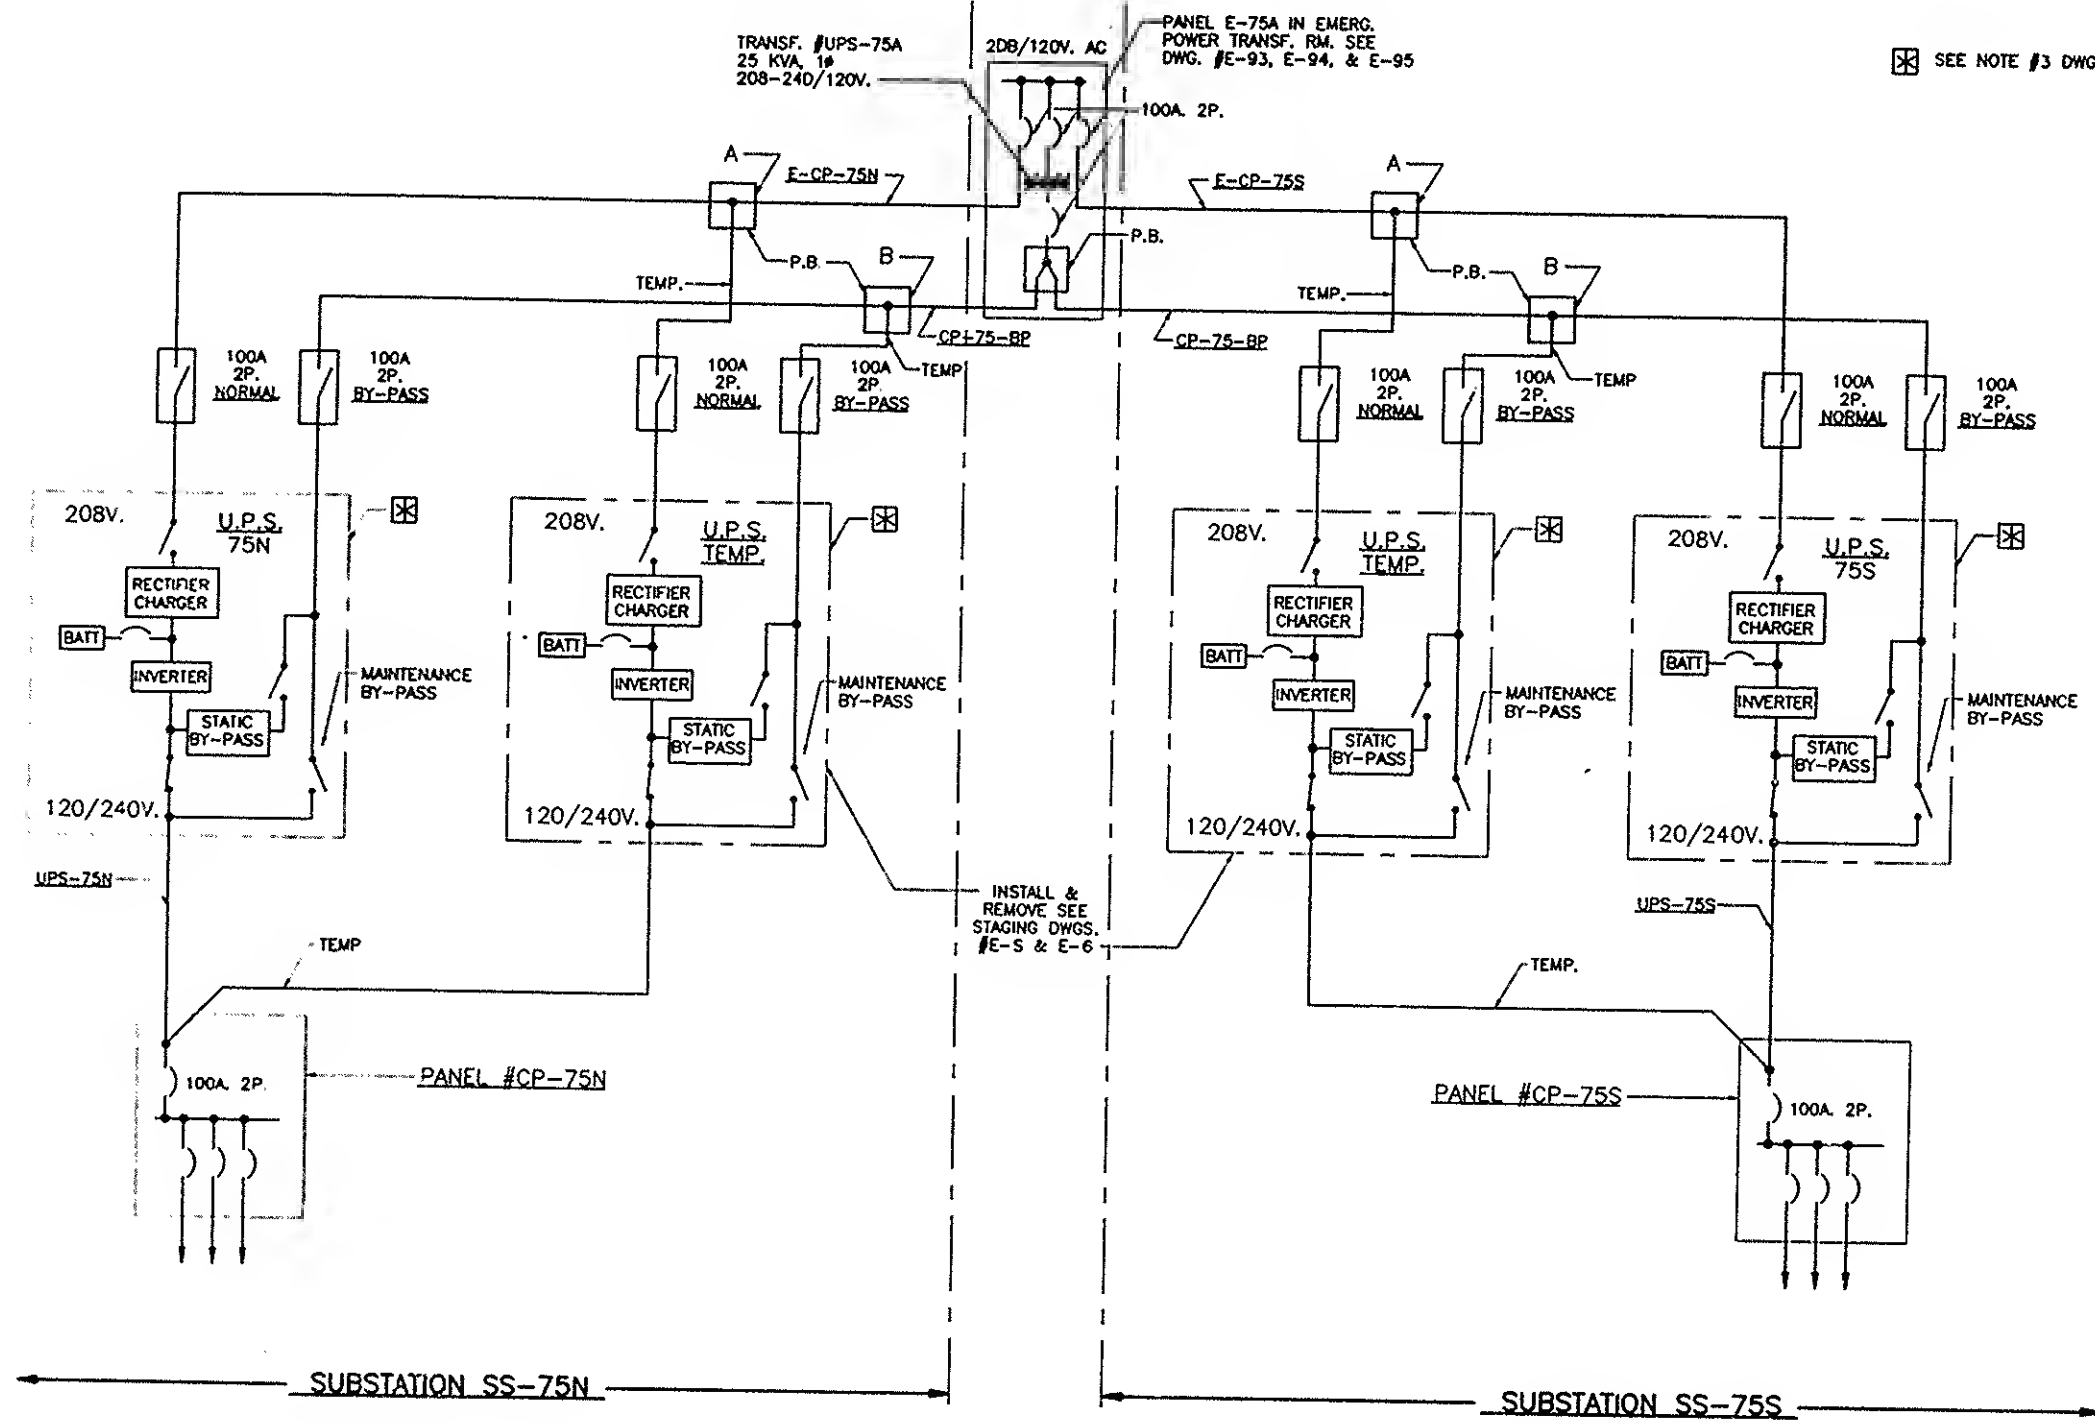 TRANSF. #UPS-75A
25 KVA, 1ø
208-24D/120V.
2DB/120V. AC
PANEL E-75A IN EMERG.
POWER TRANSF. RM. SEE
DWG. #E-93, E-94, & E-95
SEE NOTE #3 DWG
100A. 2P.
A
E-CP-75N
E-CP-75S
A
P.B.
P.B.
B
TEMP.
P.B.
B
TEMP.
CP-75-BP
CP-75-BP
TEMP
TEMP
100A
2P.
NORMAL
100A
2P.
BY-PASS
100A
2P.
NORMAL
100A
2P.
BY-PASS
100A
2P.
NORMAL
100A
2P.
BY-PASS
100A
2P.
NORMAL
100A
2P.
BY-PASS
208V.
U.P.S.
75N
RECTIFIER
CHARGER
BATT
INVERTER
STATIC
BY-PASS
MAINTENANCE
BY-PASS
120/240V.
208V.
U.P.S.
TEMP.
RECTIFIER
CHARGER
BATT
INVERTER
STATIC
BY-PASS
MAINTENANCE
BY-PASS
120/240V.
208V.
U.P.S.
TEMP.
RECTIFIER
CHARGER
BATT
INVERTER
STATIC
BY-PASS
MAINTENANCE
BY-PASS
120/240V.
208V.
U.P.S.
75S
RECTIFIER
CHARGER
BATT
INVERTER
STATIC
BY-PASS
MAINTENANCE
BY-PASS
120/240V.
UPS-75N
INSTALL &
REMOVE SEE
STAGING DWGS.
#E-S & E-6
UPS-75S
TEMP
TEMP.
100A. 2P.
PANEL #CP-75N
PANEL #CP-75S
100A. 2P.
SUBSTATION SS-75N
SUBSTATION SS-75S